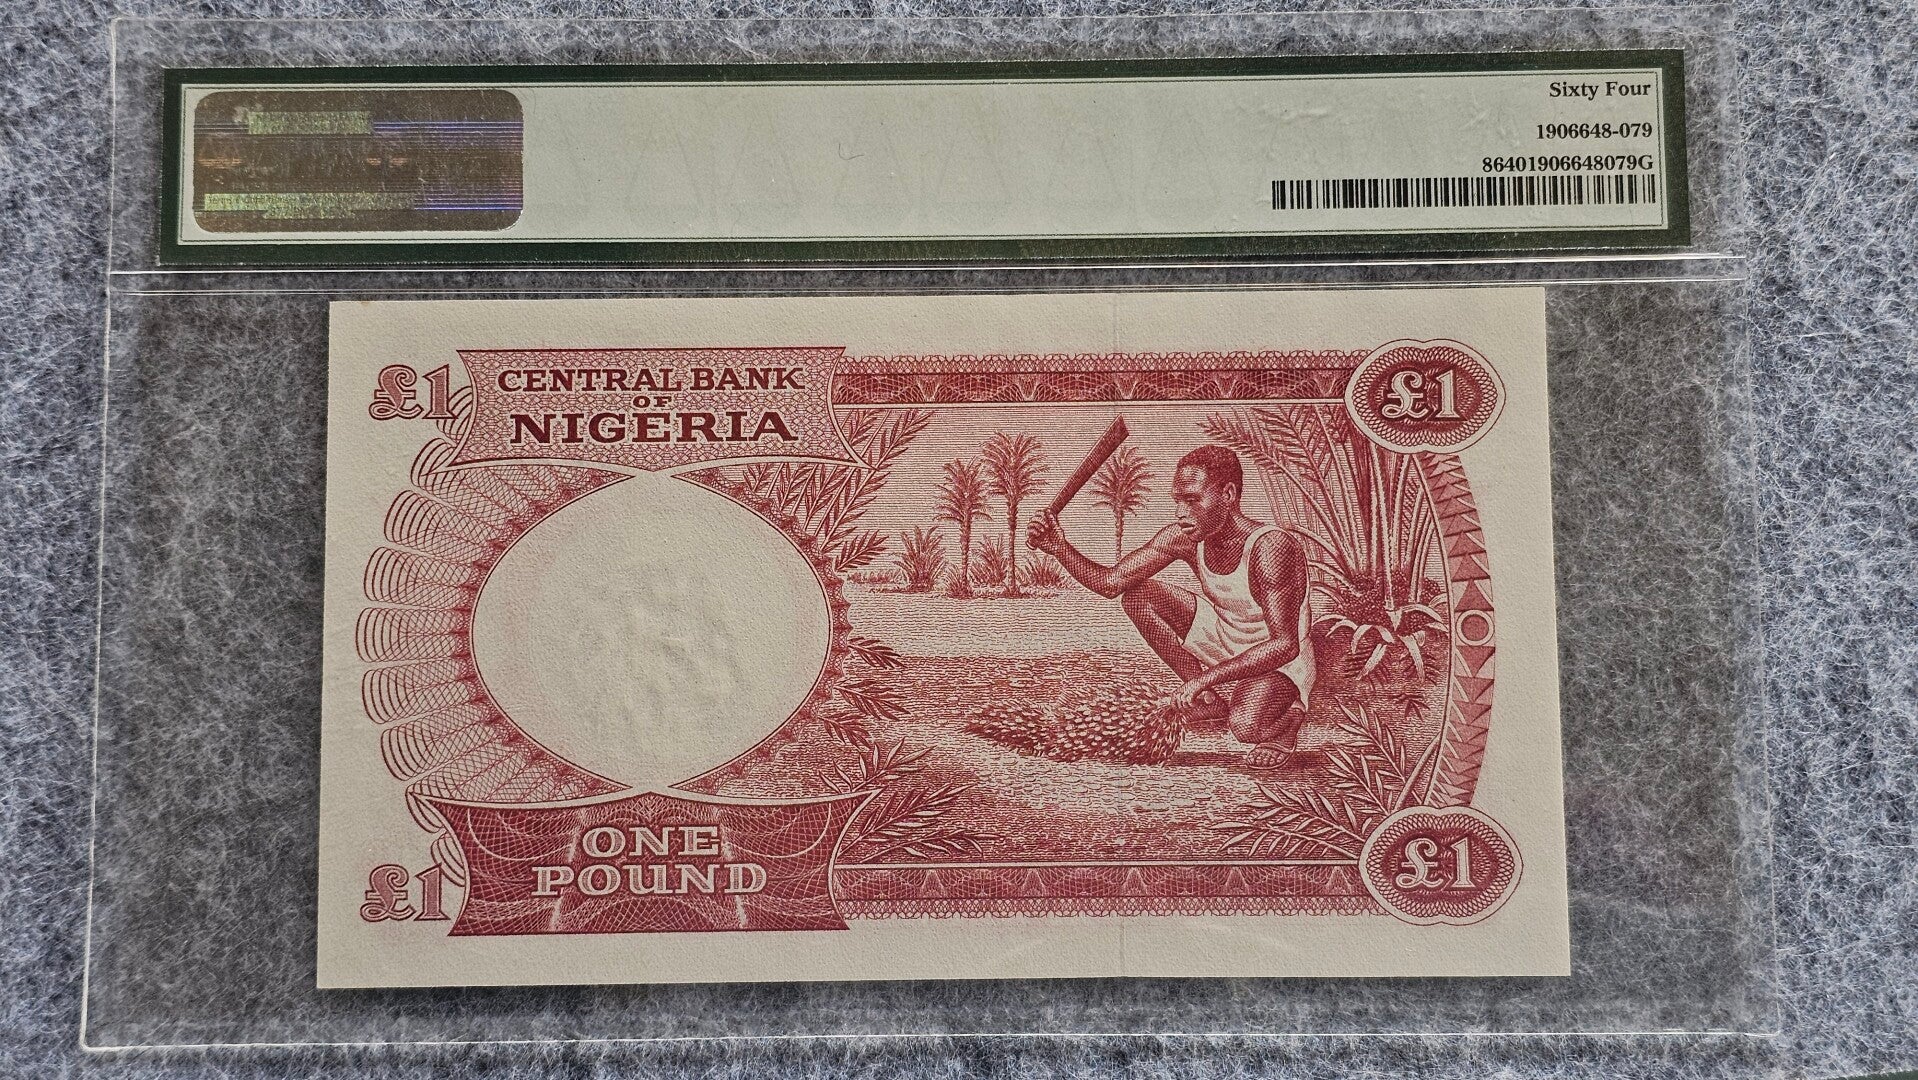 Sixty Four
1906648-079
86401906648079G
£1
CENTRAL BANK
OF
NIGERIA
£1
ONE
POUND
£1
£1